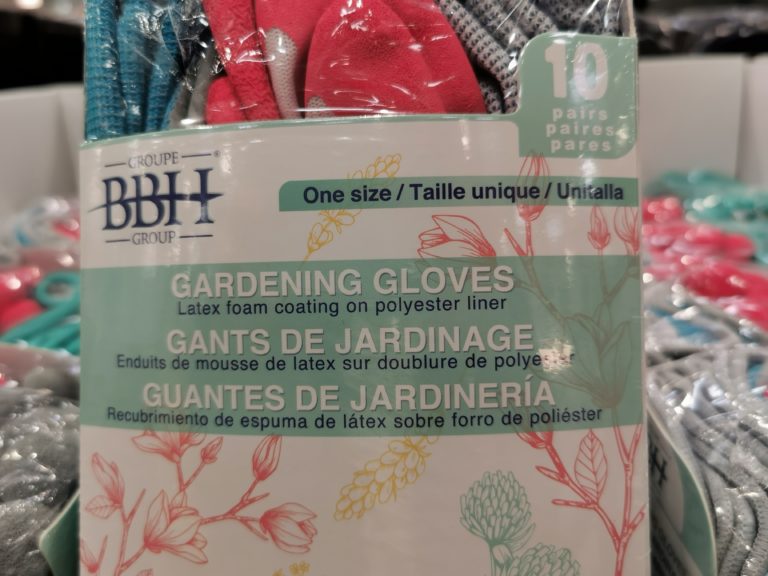 10
pairs
paires
pares
GROUPE
BBH®
GROUP
One size / Taille unique / Unitalla
GARDENING GLOVES
Latex foam coating on polyester liner
GANTS DE JARDINAGE
Enduits de mousse de latex sur doublure de polyester
GUANTES DE JARDINERÍA
Recubrimiento de espuma de látex sobre forro de poliéster